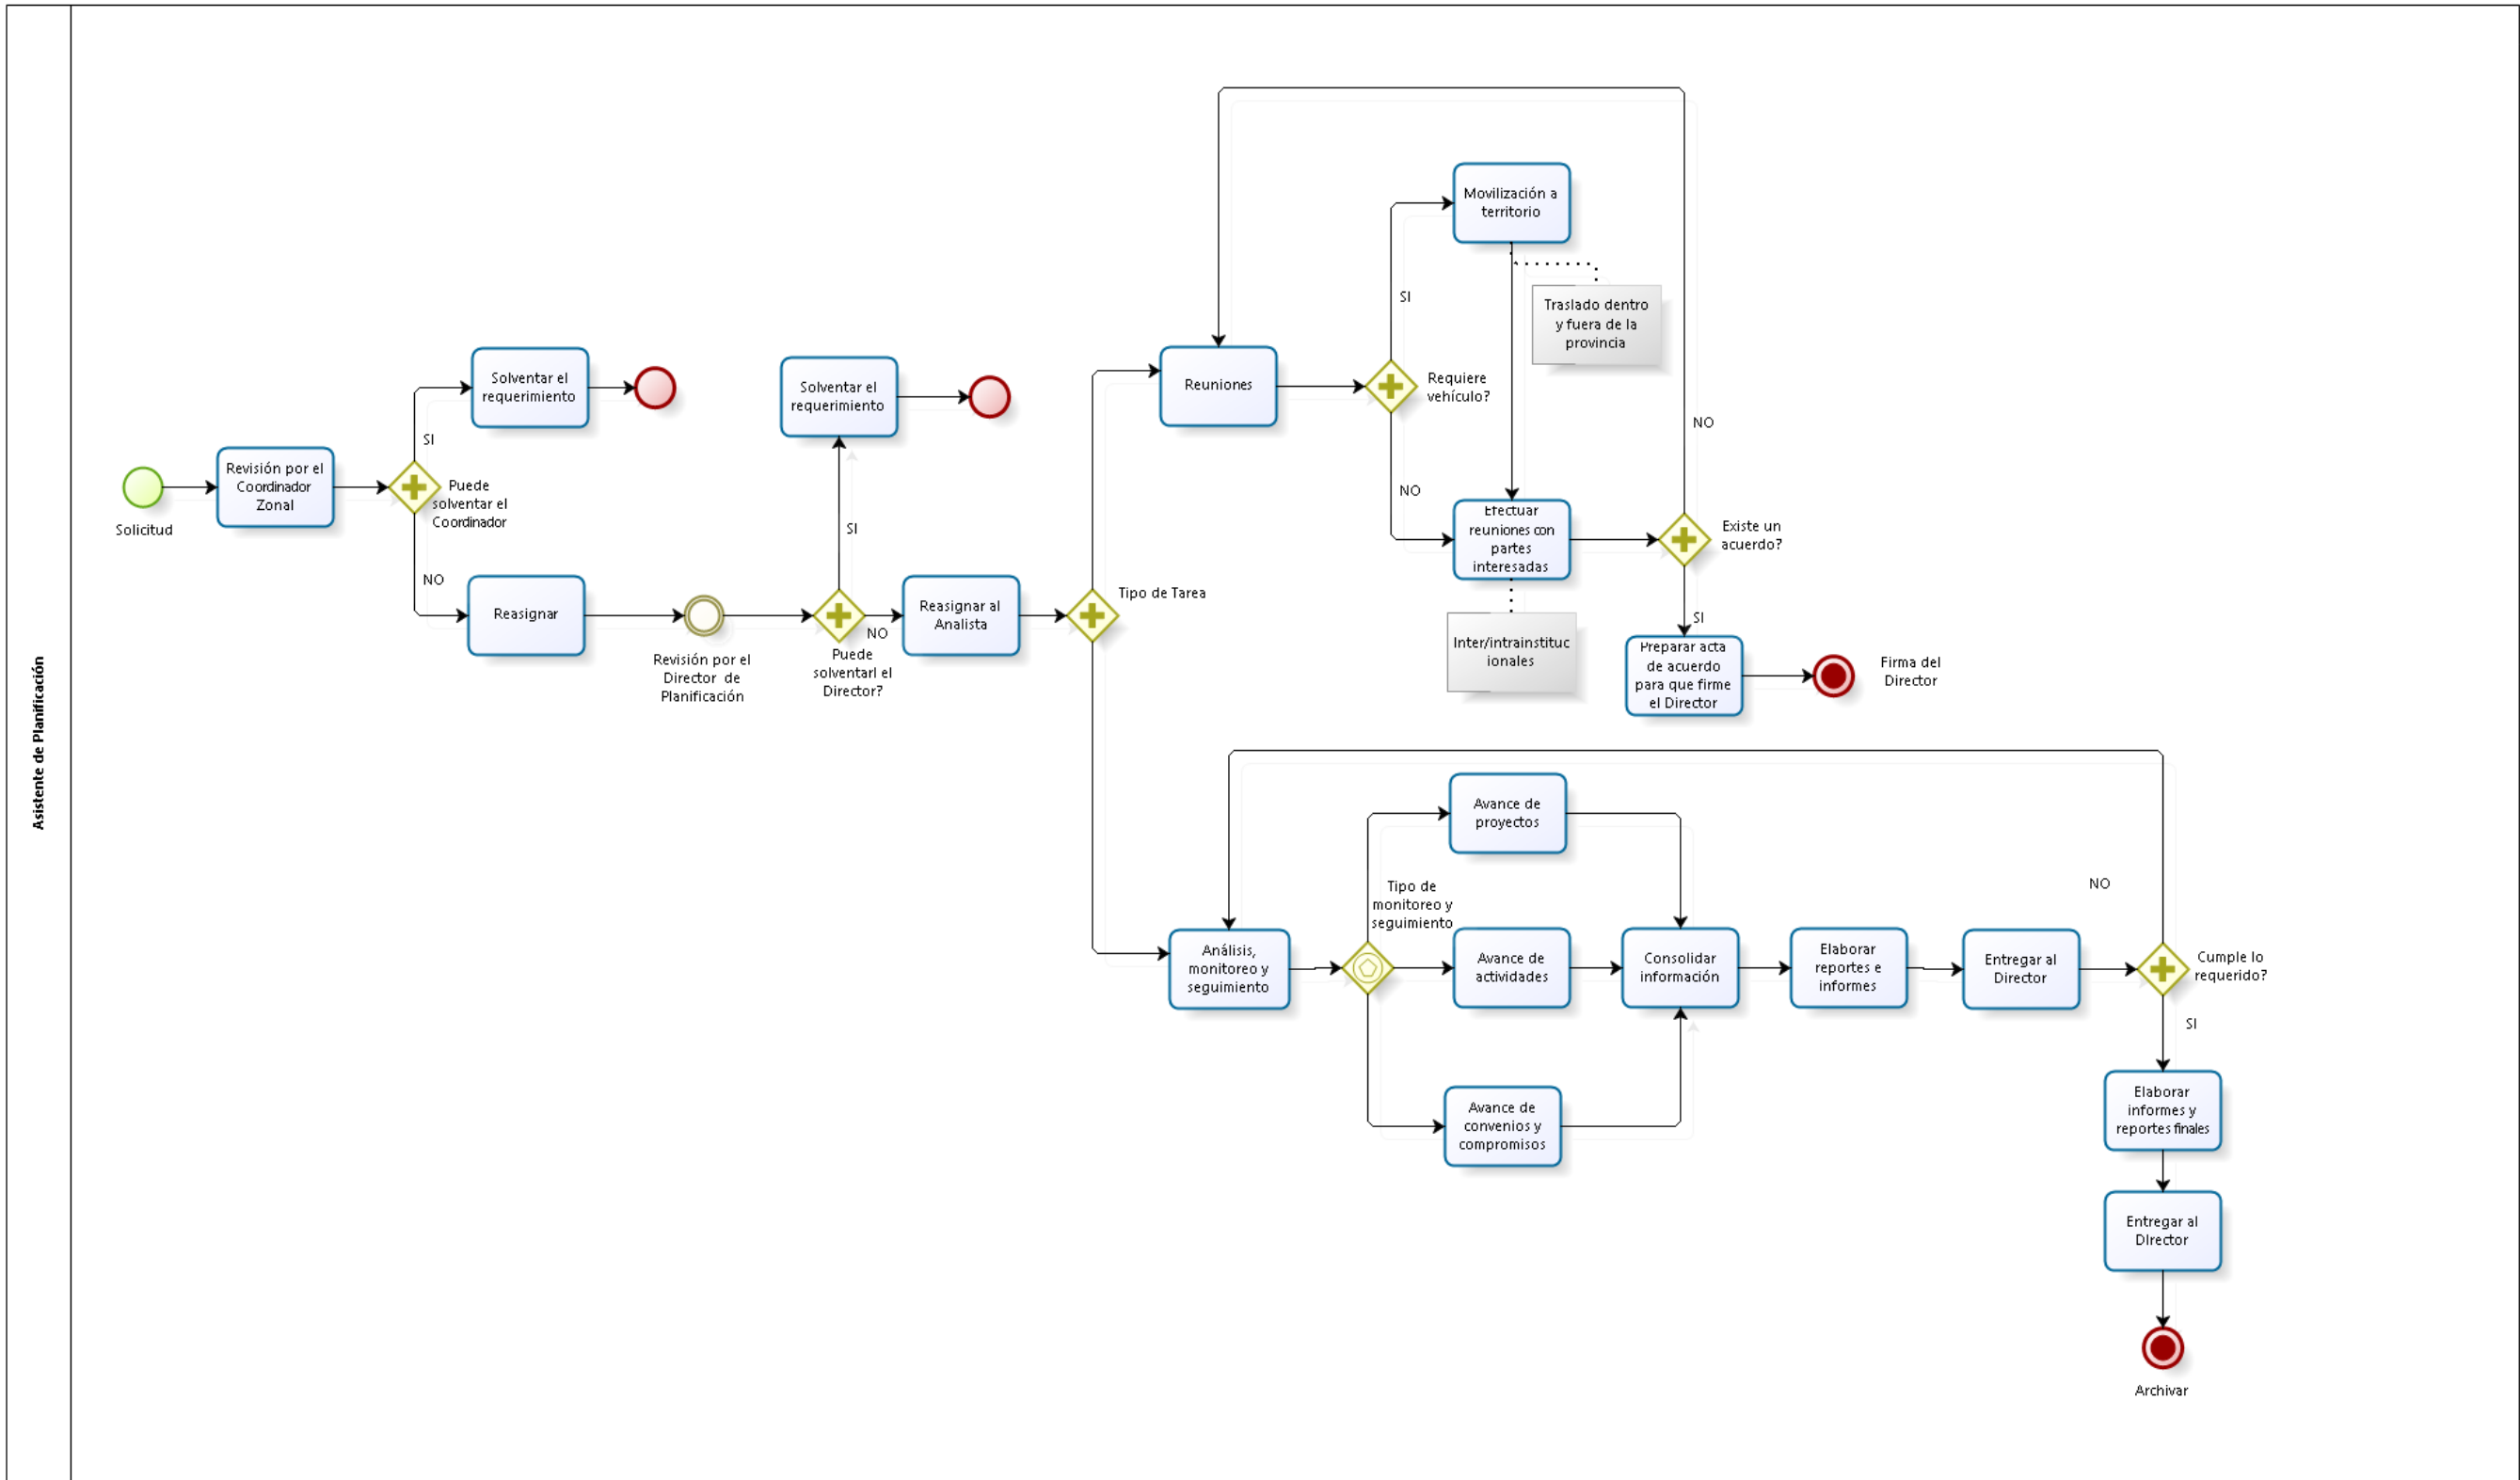 Asistente de Planificación
Solicitud
Revisión por el
Coordinador
Zonal
Puede
solventar el
Coordinador
SI
Solventar el
requerimiento
NO
Reasignar
Revisión por el
Director de
Planificación
Puede
solventarl el
Director?
SI
Solventar el
requerimiento
NO
Reasignar al
Analista
Tipo de Tarea
Reuniones
Requiere
vehículo?
SI
Movilización a
territorio
Traslado dentro
y fuera de la
provincia
NO
Efectuar
reuniones con
partes
interesadas
Inter/intrainstituc
ionales
Existe un
acuerdo?
NO
SI
Preparar acta
de acuerdo
para que firme
el Director
Firma del
Director
Análisis,
monitoreo y
seguimiento
Tipo de
monitoreo y
seguimiento
Avance de
proyectos
Avance de
actividades
Avance de
convenios y
compromisos
Consolidar
información
Elaborar
reportes e
informes
Entregar al
Director
Cumple lo
requerido?
NO
SI
Elaborar
informes y
reportes finales
Entregar al
DIrector
Archivar